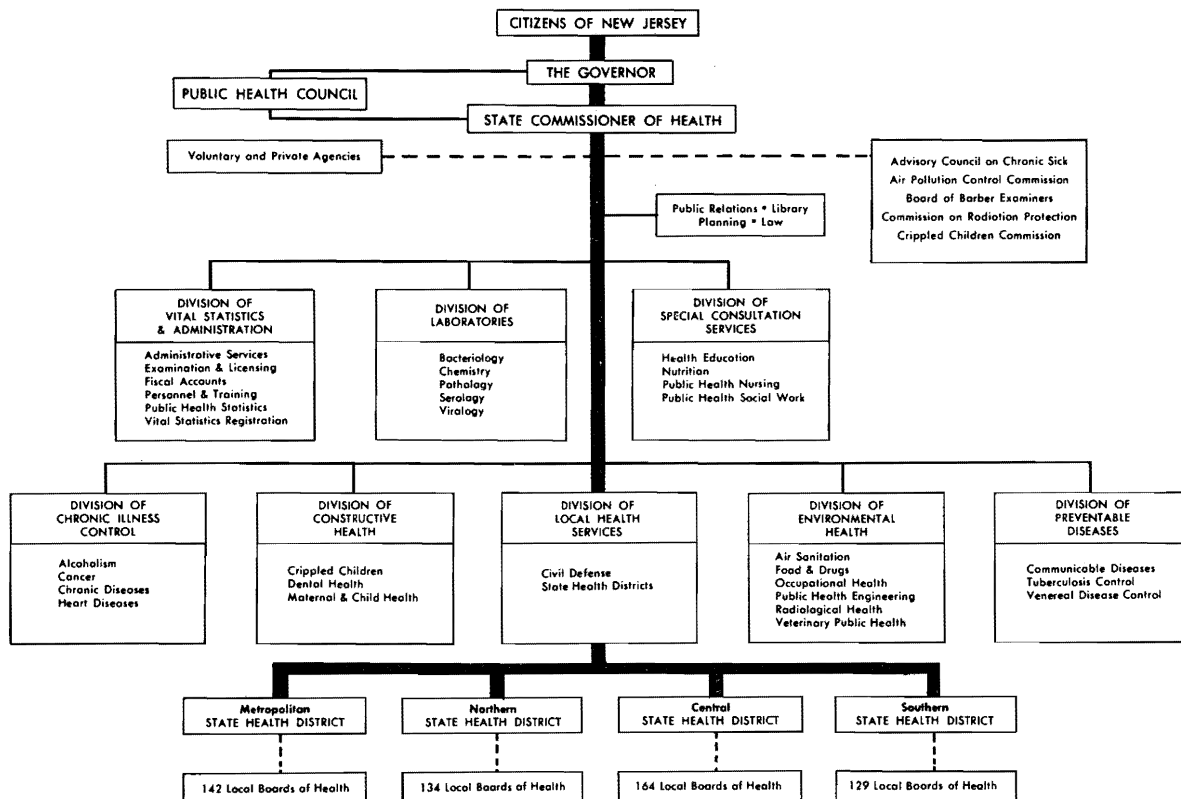 CITIZENS OF NEW JERSEY
THE GOVERNOR
PUBLIC HEALTH COUNCIL
STATE COMMISSIONER OF HEALTH
Voluntary and Private Agencies
Advisory Council on Chronic Sick
Air Pollution Control Commission
Board of Barber Examiners
Commission on Radiation Protection
Crippled Children Commission
Public Relations • Library
Planning • Law
DIVISION OF
VITAL STATISTICS
& ADMINISTRATION
Administrative Services
Examination & Licensing
Fiscal Accounts
Personnel & Training
Public Health Statistics
Vital Statistics Registration
DIVISION OF
LABORATORIES
Bacteriology
Chemistry
Pathology
Serology
Virology
DIVISION OF
SPECIAL CONSULTATION
SERVICES
Health Education
Nutrition
Public Health Nursing
Public Health Social Work
DIVISION OF
CHRONIC ILLNESS
CONTROL
Alcoholism
Cancer
Chronic Diseases
Heart Diseases
DIVISION OF
CONSTRUCTIVE
HEALTH
Crippled Children
Dental Health
Maternal & Child Health
DIVISION OF
LOCAL HEALTH
SERVICES
Civil Defense
State Health Districts
DIVISION OF
ENVIRONMENTAL
HEALTH
Air Sanitation
Food & Drugs
Occupational Health
Public Health Engineering
Radiological Health
Veterinary Public Health
DIVISION OF
PREVENTABLE
DISEASES
Communicable Diseases
Tuberculosis Control
Venereal Disease Control
Metropolitan
STATE HEALTH DISTRICT
Northern
STATE HEALTH DISTRICT
Central
STATE HEALTH DISTRICT
Southern
STATE HEALTH DISTRICT
142 Local Boards of Health
134 Local Boards of Health
164 Local Boards of Health
129 Local Boards of Health